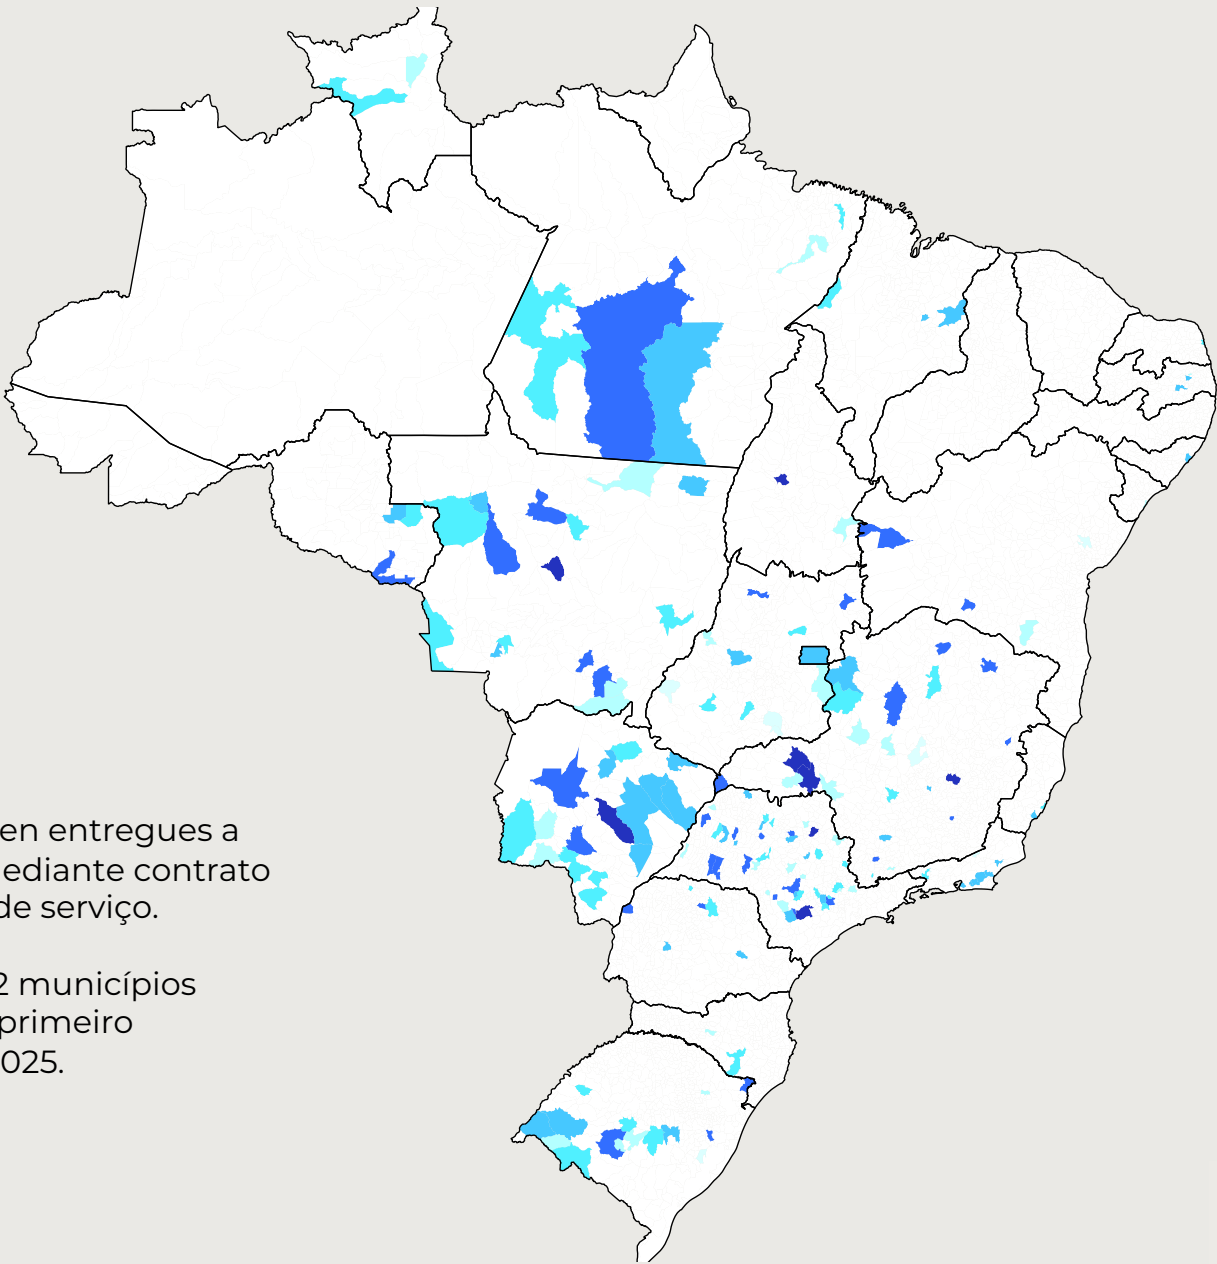 en entregues a
ediante contrato
de serviço.
2 municípios
primeiro
025.